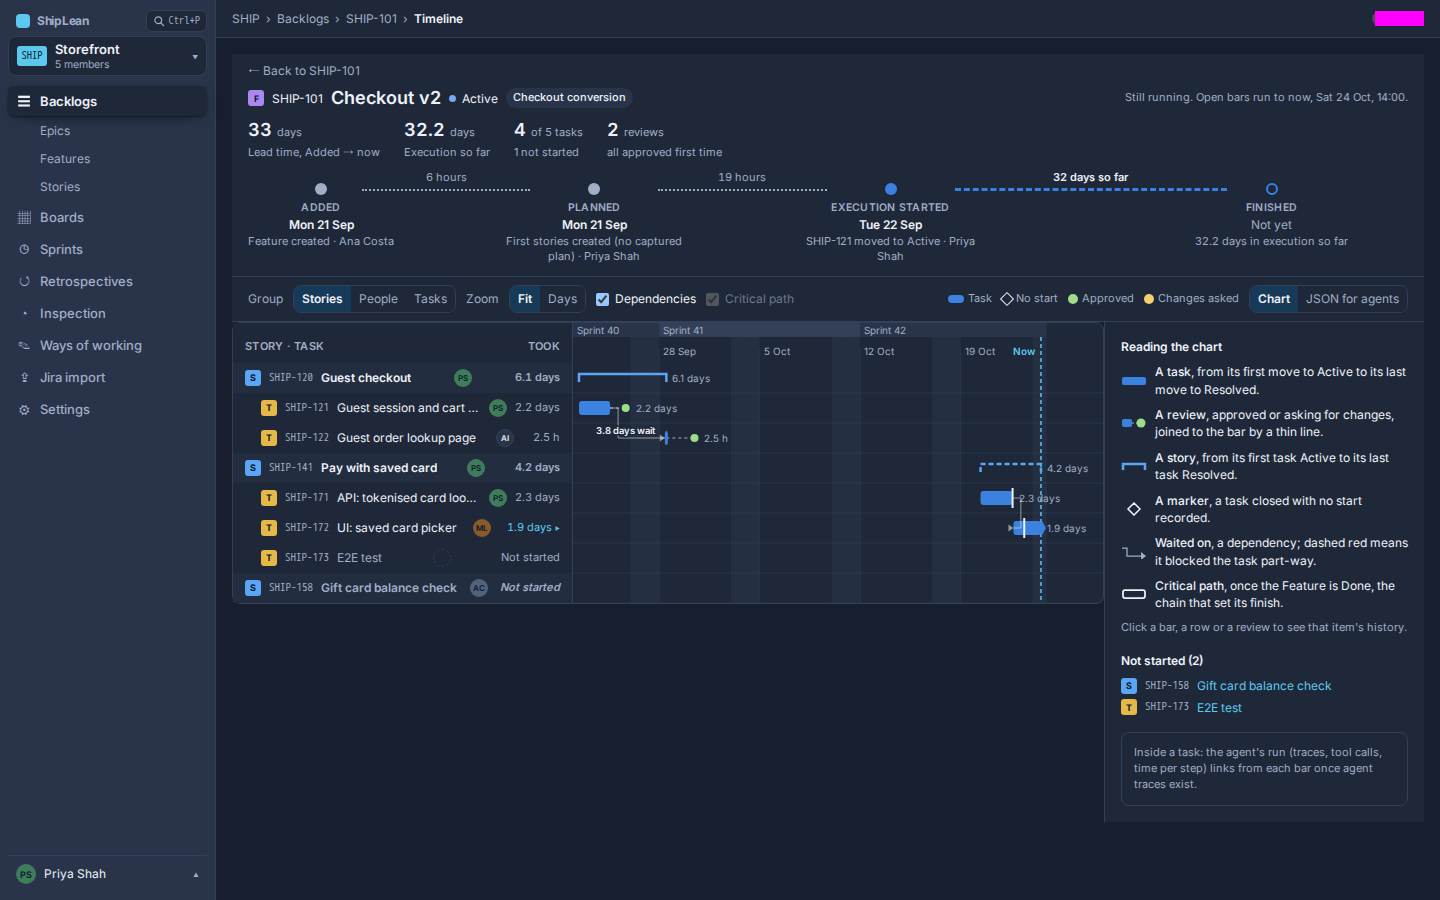 ShipLean
Ctrl+P
SHIP
Storefront
5 members
Backlogs
Epics
Features
Stories
Boards
Sprints
Retrospectives
Inspection
Ways of working
Jira import
Settings
PS Priya Shah
SHIP › Backlogs › SHIP-101 › Timeline
← Back to SHIP-101
F SHIP-101 Checkout v2 Active Checkout conversion
Still running. Open bars run to now, Sat 24 Oct, 14:00.
33 days
Lead time, Added → now
32.2 days
Execution so far
4 of 5 tasks
1 not started
2 reviews
all approved first time
6 hours
19 hours
32 days so far
ADDED
Mon 21 Sep
Feature created · Ana Costa
PLANNED
Mon 21 Sep
First stories created (no captured
plan) · Priya Shah
EXECUTION STARTED
Tue 22 Sep
SHIP-121 moved to Active · Priya
Shah
FINISHED
Not yet
32.2 days in execution so far
Group Stories People Tasks Zoom Fit Days Dependencies Critical path
Task No start Approved Changes asked Chart JSON for agents
STORY · TASK TOOK
Sprint 40 Sprint 41 Sprint 42
28 Sep 5 Oct 12 Oct 19 Oct Now
S SHIP-120 Guest checkout PS 6.1 days
6.1 days
T SHIP-121 Guest session and cart ... PS 2.2 days
2.2 days
3.8 days wait
T SHIP-122 Guest order lookup page AI 2.5 h
2.5 h
S SHIP-141 Pay with saved card PS 4.2 days
4.2 days
T SHIP-171 API: tokenised card loo... PS 2.3 days
2.3 days
T SHIP-172 UI: saved card picker ML 1.9 days ▸
1.9 days
T SHIP-173 E2E test Not started
S SHIP-158 Gift card balance check AC Not started
Reading the chart
A task, from its first move to Active to its last
move to Resolved.
A review, approved or asking for changes,
joined to the bar by a thin line.
A story, from its first task Active to its last
task Resolved.
A marker, a task closed with no start
recorded.
Waited on, a dependency; dashed red means
it blocked the task part-way.
Critical path, once the Feature is Done, the
chain that set its finish.
Click a bar, a row or a review to see that item's history.
Not started (2)
S SHIP-158 Gift card balance check
T SHIP-173 E2E test
Inside a task: the agent's run (traces, tool calls,
time per step) links from each bar once agent
traces exist.